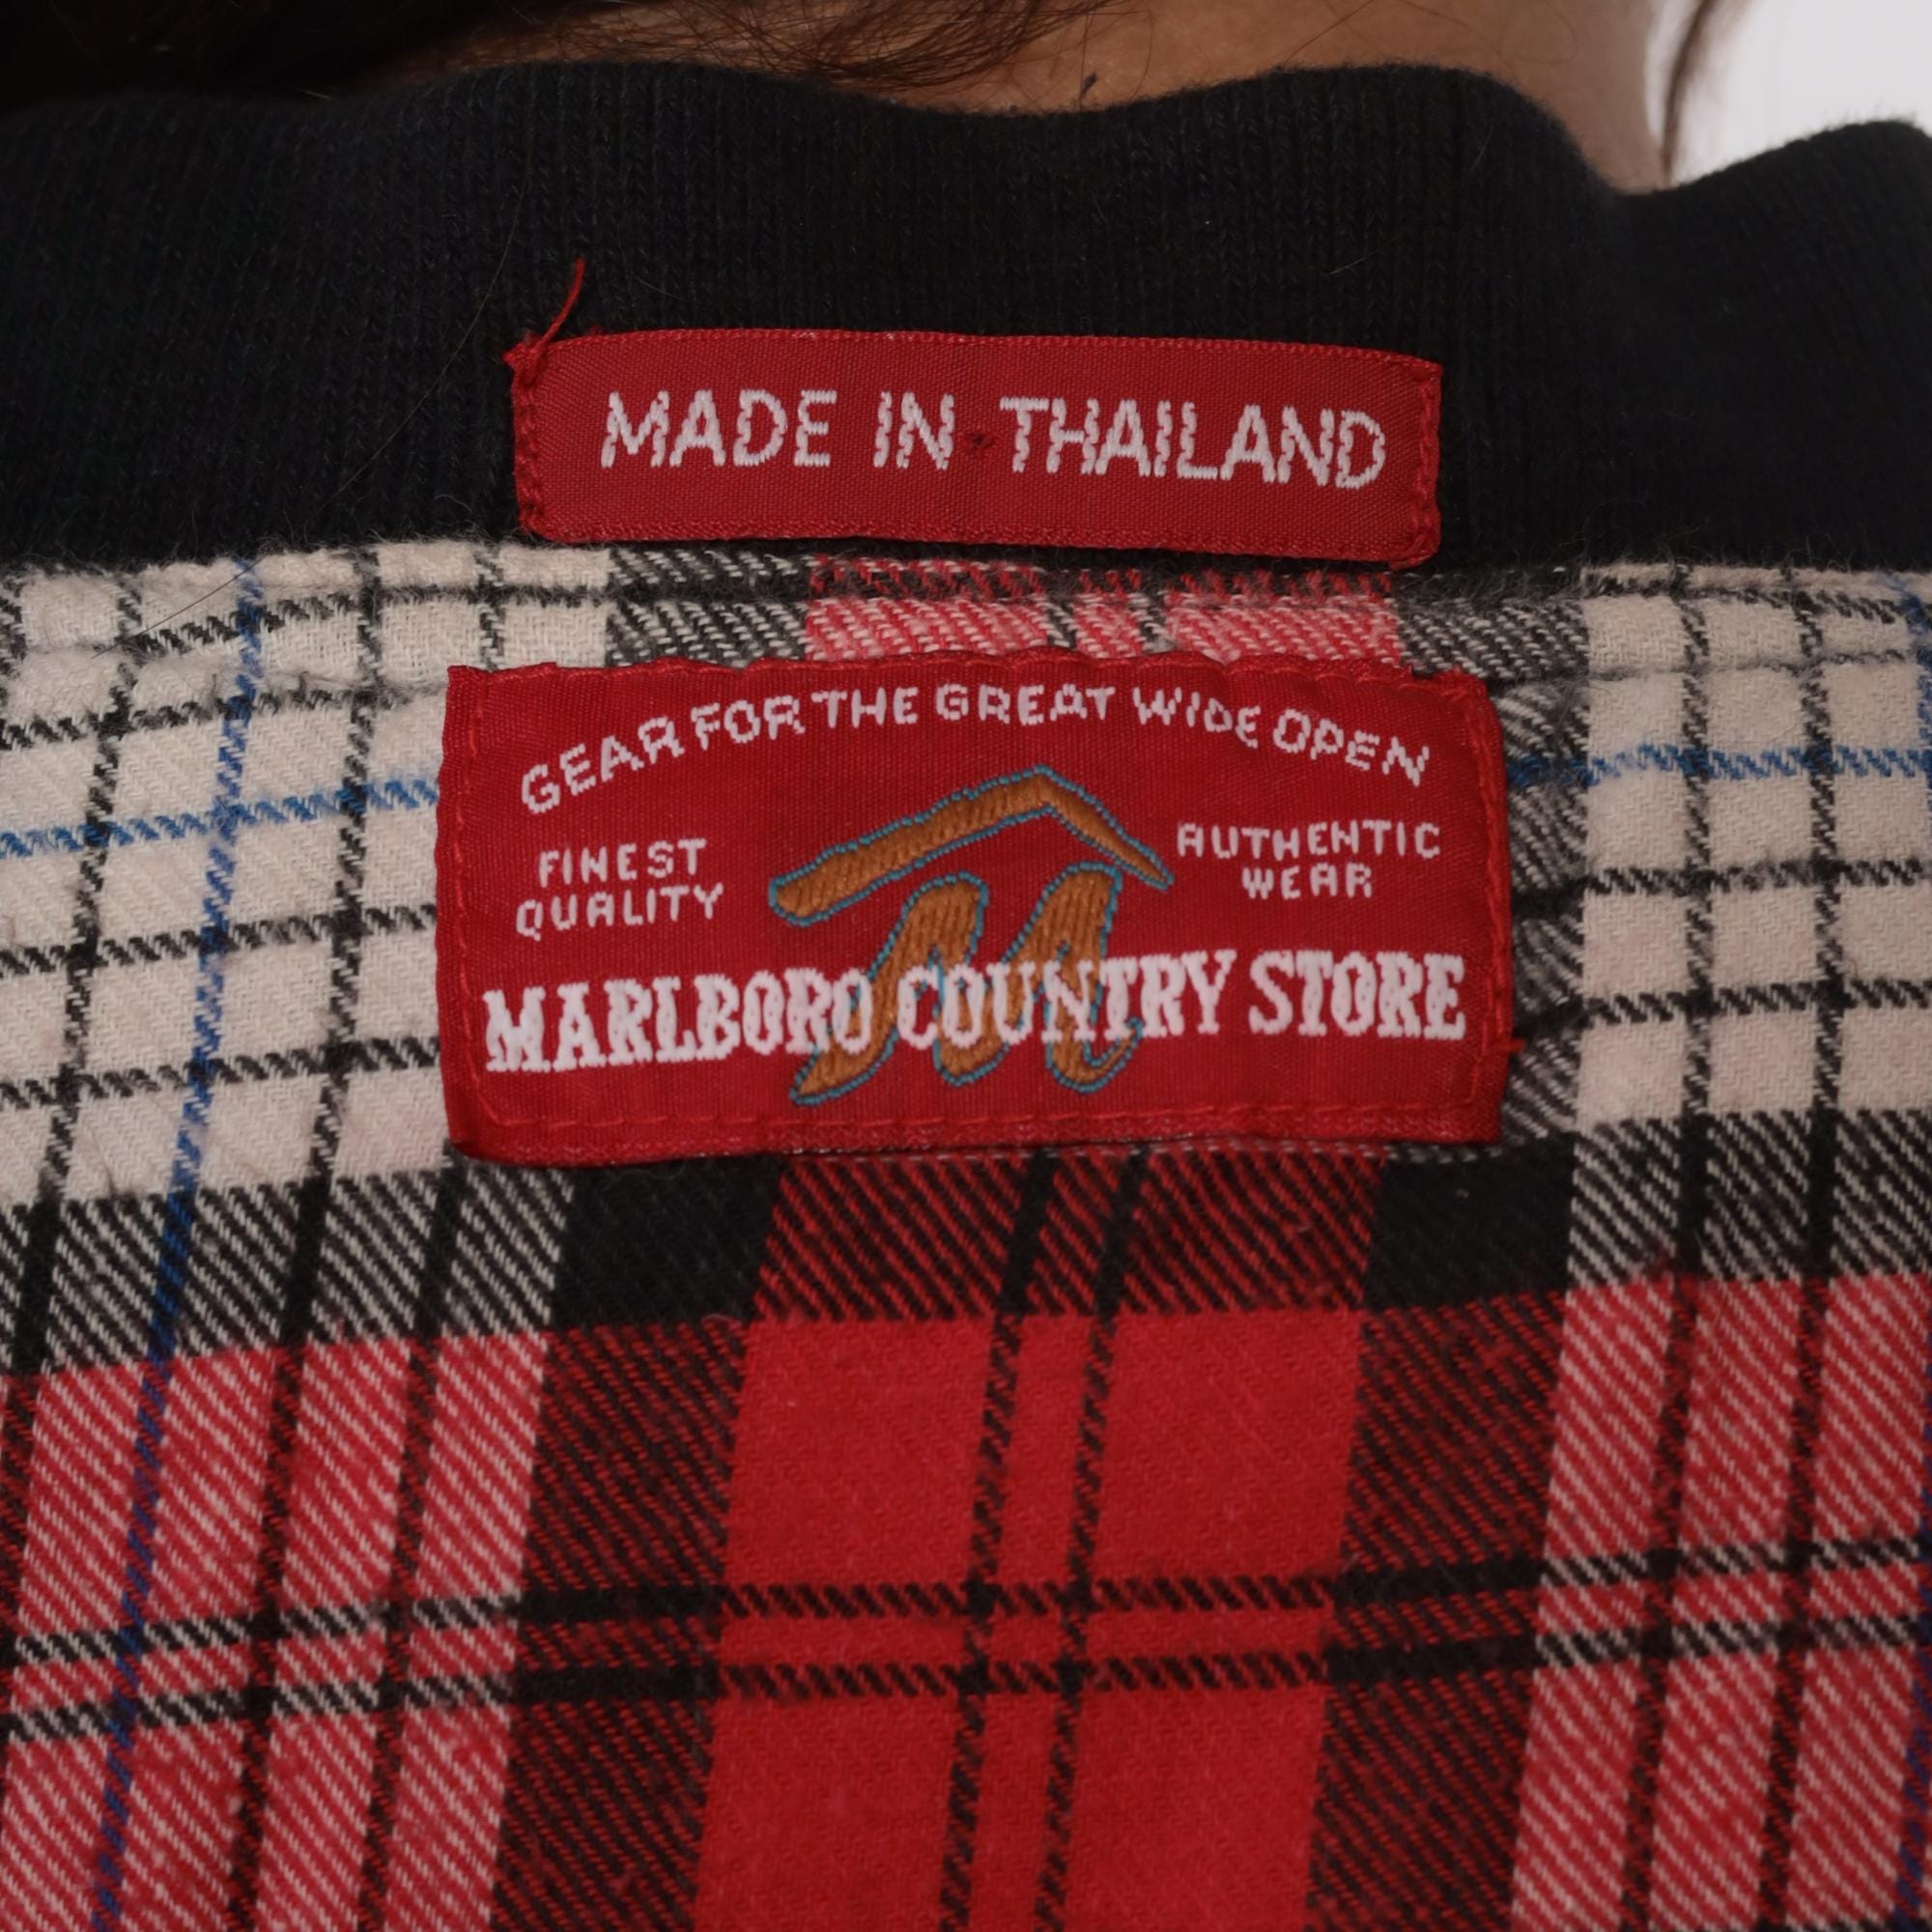 MADE IN THAILAND
GEAR FOR THE GREAT WIDE OPEN
FINEST
QUALITY
AUTHENTIC
WEAR
M
MARLBORO COUNTRY STORE